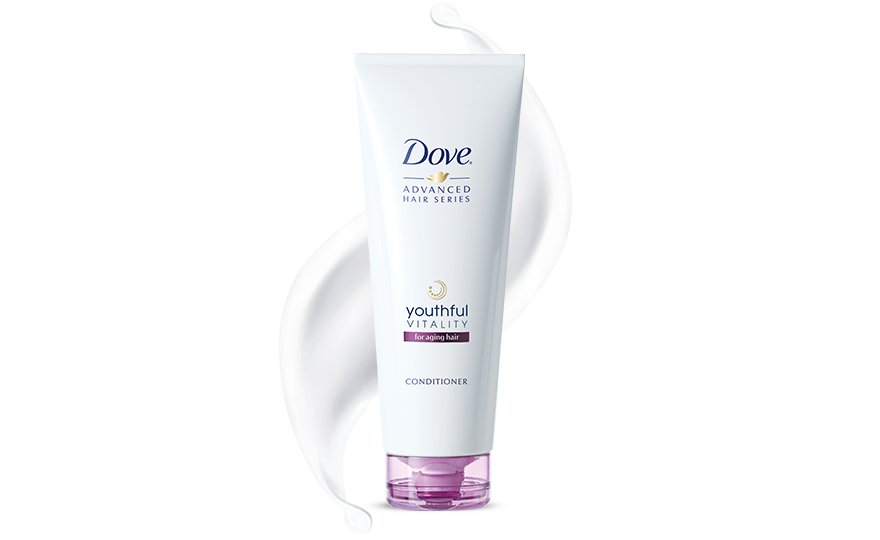 Dove
ADVANCED
HAIR SERIES
youthful
VITALITY
for aging hair
CONDITIONER